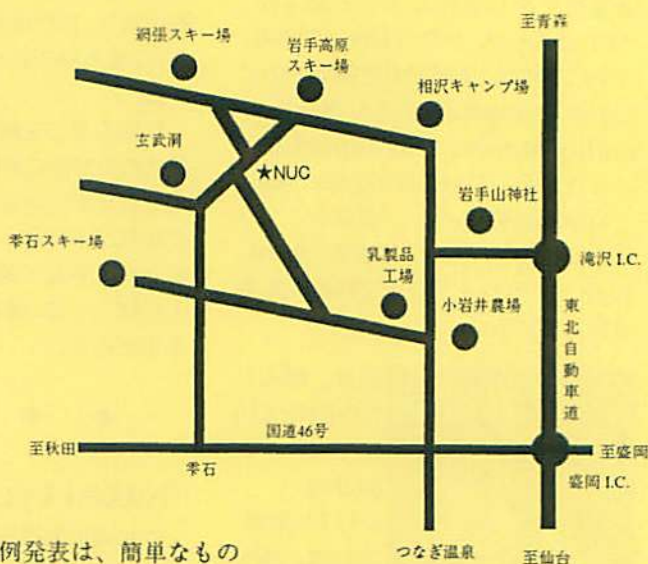 至青森
網張スキー場
岩手高原
スキー場
相沢キャンプ場
玄武洞
★NUC
岩手山神社
雫石スキー場
乳製品
工場
滝沢 I.C.
小岩井農場
東北自動車道
国道46号
至秋田
至盛岡
雫石
盛岡 I.C.
例発表は、簡単なもの
つなぎ温泉
至仙台